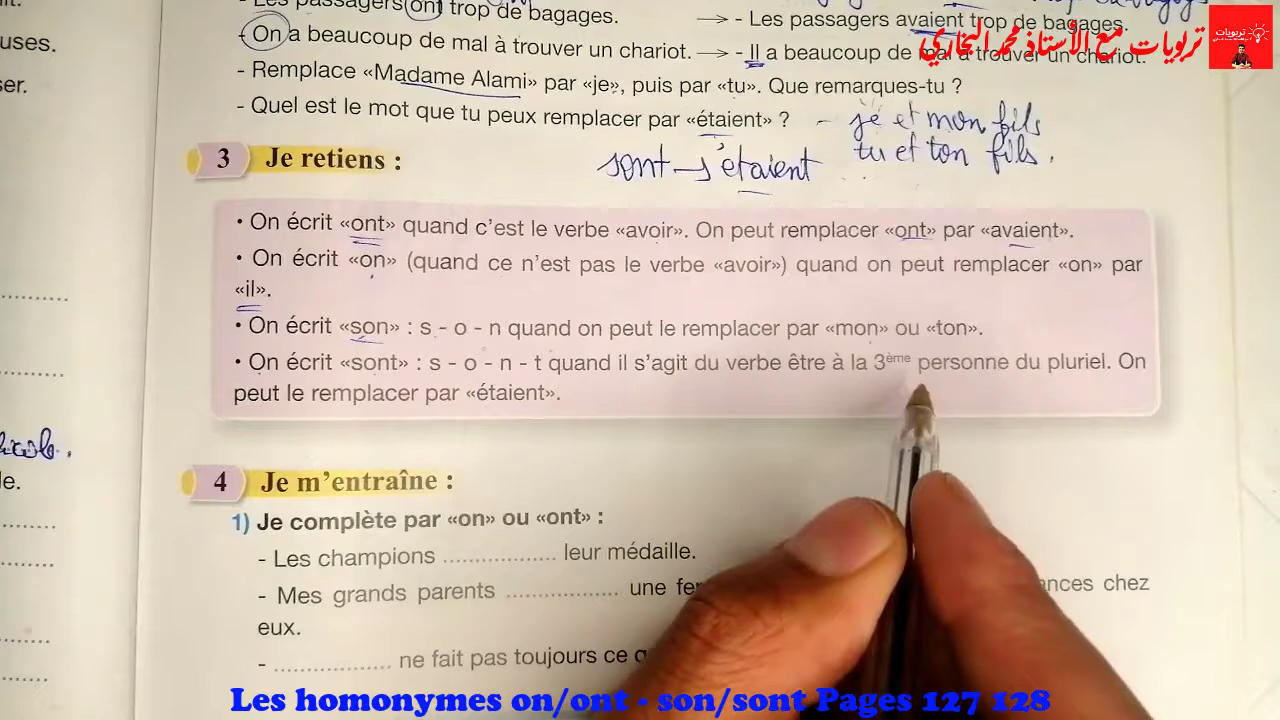 - Les passagers ont trop de bagages. → - Les passagers avaient trop de bagages.
- On a beaucoup de mal à trouver un chariot. → - Il a beaucoup de mal à trouver un chariot.
تربويات مع الأستاذ محمد البخاري
تربويات
uses.
ser.
- Remplace «Madame Alami» par «je», puis par «tu». Que remarques-tu ?
- Quel est le mot que tu peux remplacer par «étaient» ?
- je et mon fils
tu et ton fils.
sont → s'étaient
3 Je retiens :
• On écrit «ont» quand c'est le verbe «avoir». On peut remplacer «ont» par «avaient».
• On écrit «on» (quand ce n'est pas le verbe «avoir») quand on peut remplacer «on» par
«il».
• On écrit «son» : s - o - n quand on peut le remplacer par «mon» ou «ton».
• On écrit «sont» : s - o - n - t quand il s'agit du verbe être à la 3ème personne du pluriel. On
peut le remplacer par «étaient».
le.
4 Je m'entraîne :
1) Je complète par «on» ou «ont» :
- Les champions .................. leur médaille.
- Mes grands parents .................. une fer ances chez
eux.
- .................. ne fait pas toujours ce q
Les homonymes on/ont - son/sont Pages 127 128